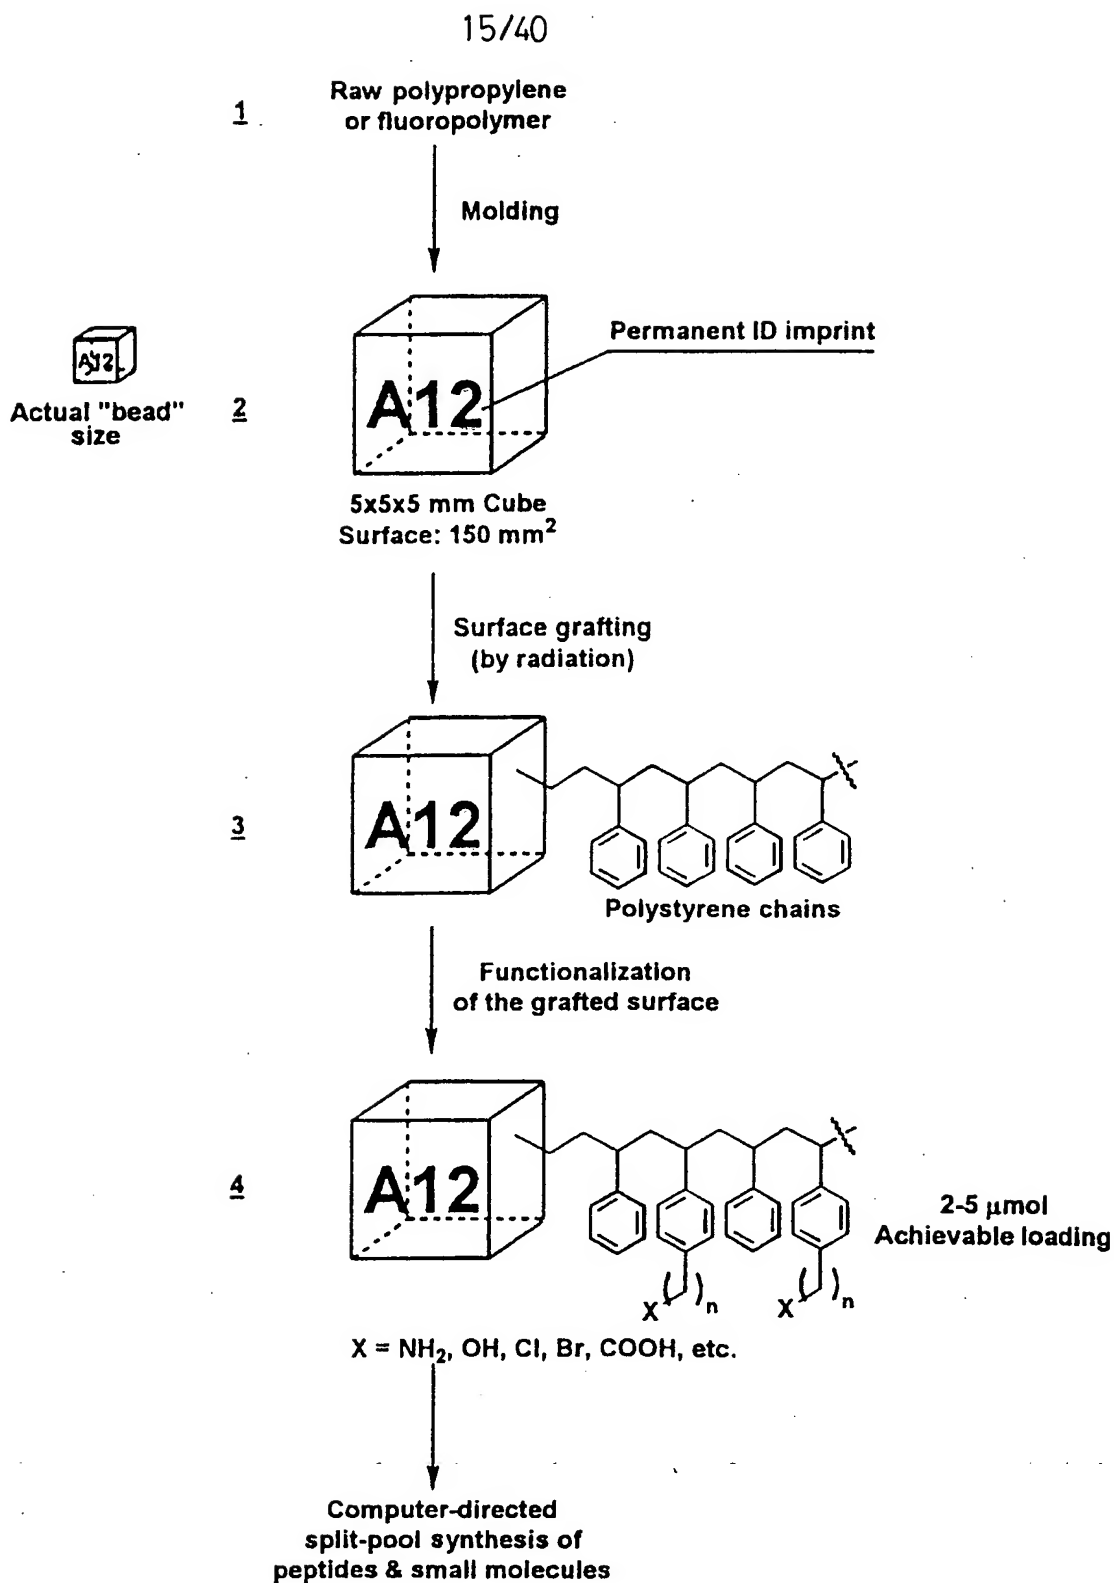 15/40
1
Raw polypropylene
or fluoropolymer
Molding
Permanent ID imprint
A12
A12
Actual "bead"
size
2
5x5x5 mm Cube
Surface: 150 mm²
Surface grafting
(by radiation)
3
A12
Polystyrene chains
Functionalization
of the grafted surface
4
A12
2-5 μmol
Achievable loading
X ( ) n
X ( ) n
X = NH₂, OH, Cl, Br, COOH, etc.
Computer-directed
split-pool synthesis of
peptides & small molecules